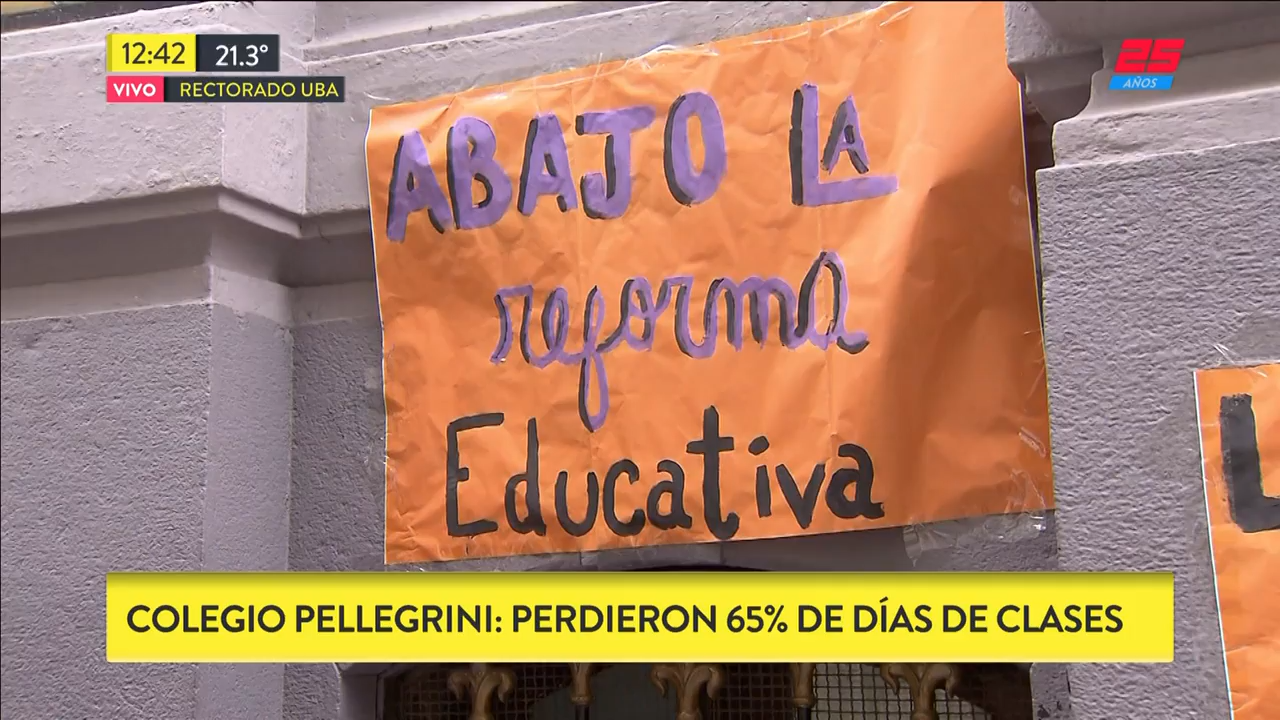 12:42 21.3°
VIVO RECTORADO UBA
25
AÑOS
ABAJO LA
reforma
Educativa
L
COLEGIO PELLEGRINI: PERDIERON 65% DE DÍAS DE CLASES